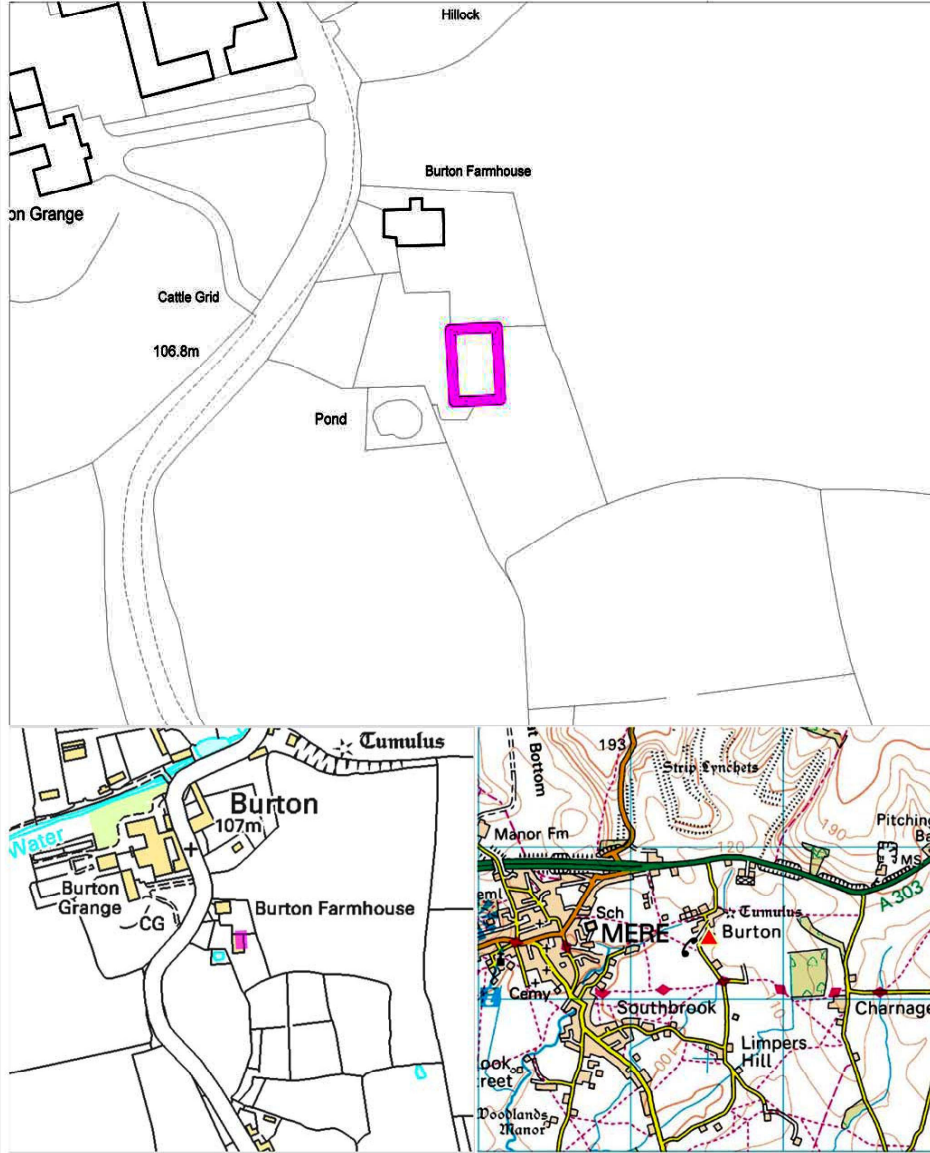 Hillock
Burton Farmhouse
on Grange
Cattle Grid
106.8m
Pond
Tumulus
Burton
107m
Water
Burton
Grange
Burton Farmhouse
CG
193
Bottom
Strip Lynchets
190
Pitching
Manor Fm
120
MS
A 303
Sch
Tumulus
MERE
Burton
Cemy
Southbrook
Charnage
10
Limpers
Hill
100
ook
reet
Woodlands
Manor